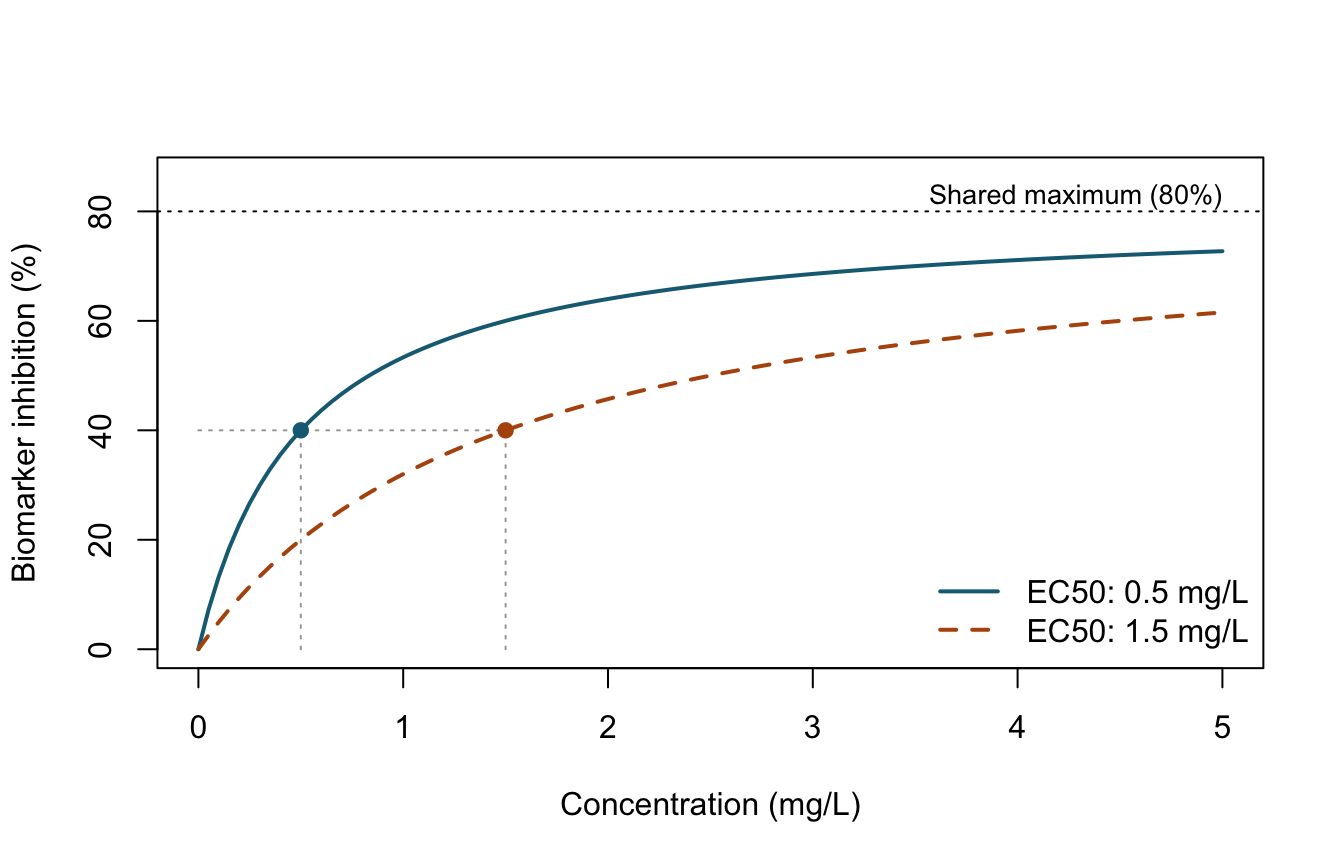 Shared maximum (80%)
Biomarker inhibition (%)
80
60
40
20
0
EC50: 0.5 mg/L
EC50: 1.5 mg/L
0 1 2 3 4 5
Concentration (mg/L)